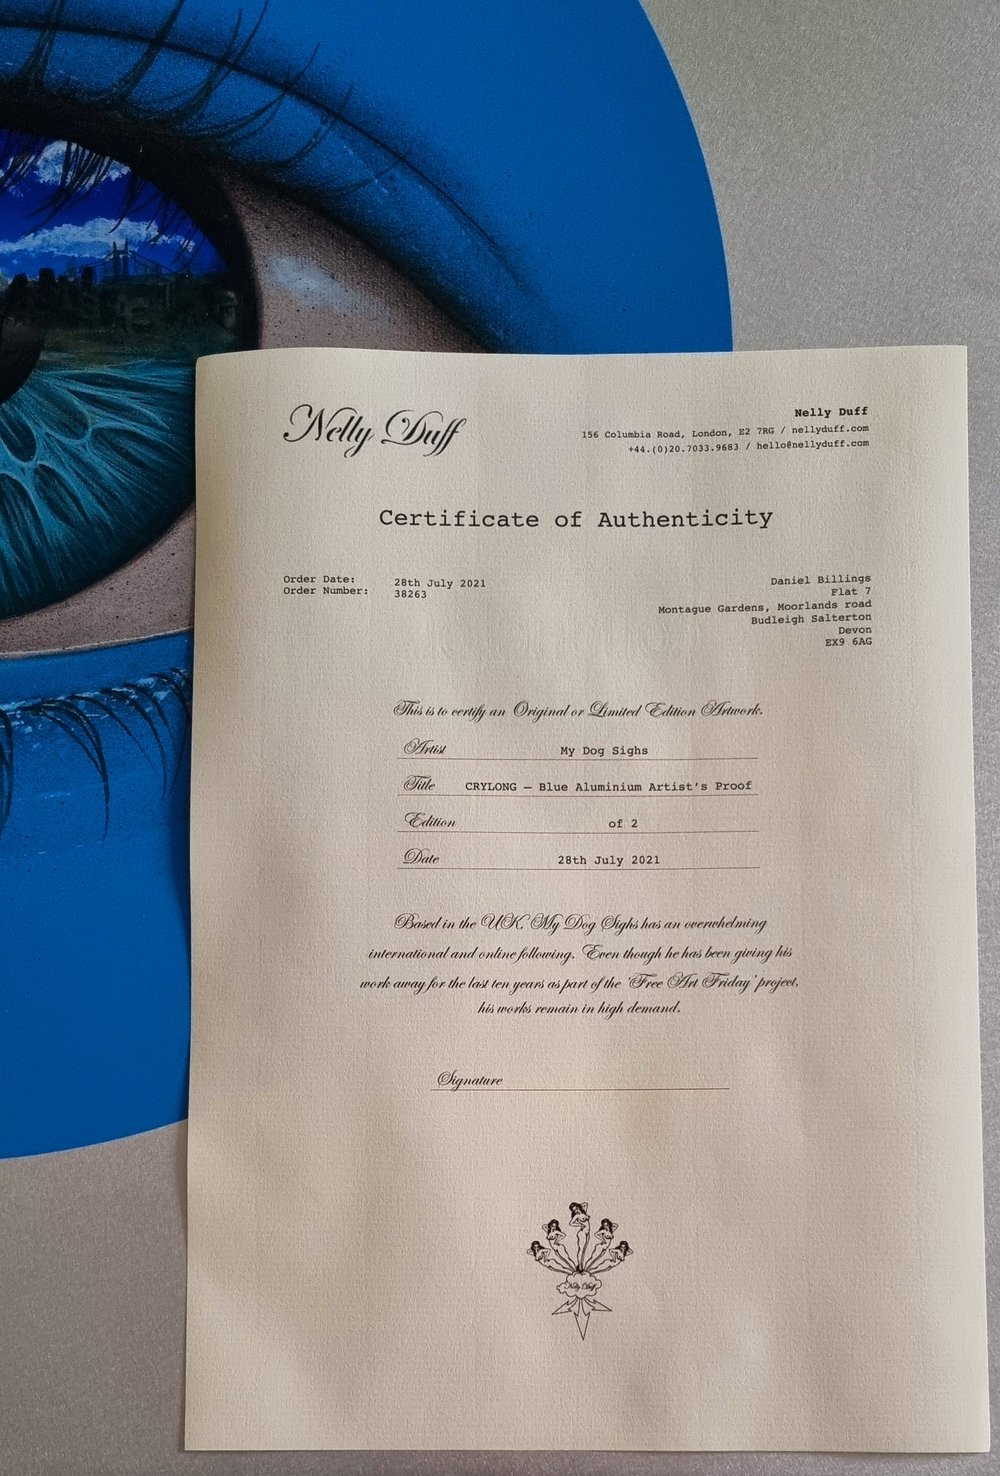 Nelly Duff
Nelly Duff
156 Columbia Road, London, E2 7RG / nellyduff.com
+44.(0)20.7033.9683 / hello@nellyduff.com
Certificate of Authenticity
Order Date: 28th July 2021
Order Number: 38263
Daniel Billings
Flat 7
Montague Gardens, Moorlands road
Budleigh Salterton
Devon
EX9 6AG
This is to certify an Original or Limited Edition Artwork.
Artist My Dog Sighs
Title CRYLONG – Blue Aluminium Artist's Proof
Edition of 2
Date 28th July 2021
Based in the UK, My Dog Sighs has an overwhelming
international and online following. Even though he has been giving his
work away for the last ten years as part of the 'Free Art Friday' project,
his works remain in high demand.
Signature
Nelly Duff